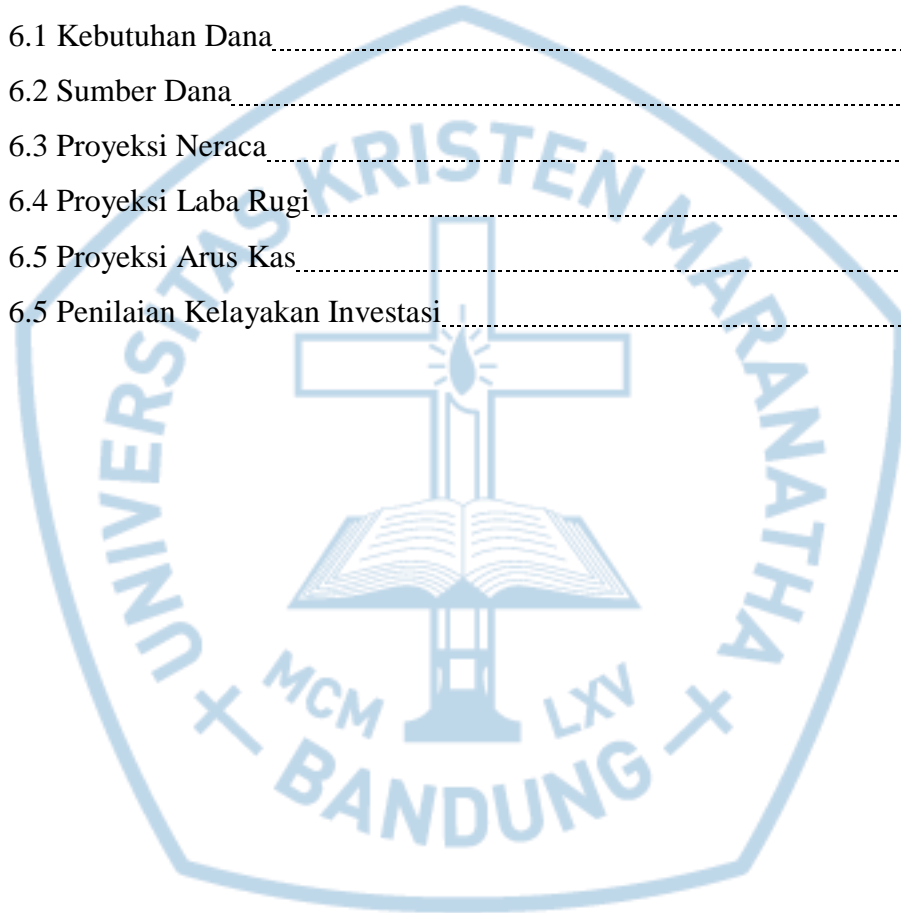 6.1 Kebutuhan Dana
6.2 Sumber Dana
6.3 Proyeksi Neraca
6.4 Proyeksi Laba Rugi
6.5 Proyeksi Arus Kas
6.5 Penilaian Kelayakan Investasi
UNIVERSITAS KRISTEN MARANATHA
MCM LXV
BANDUNG